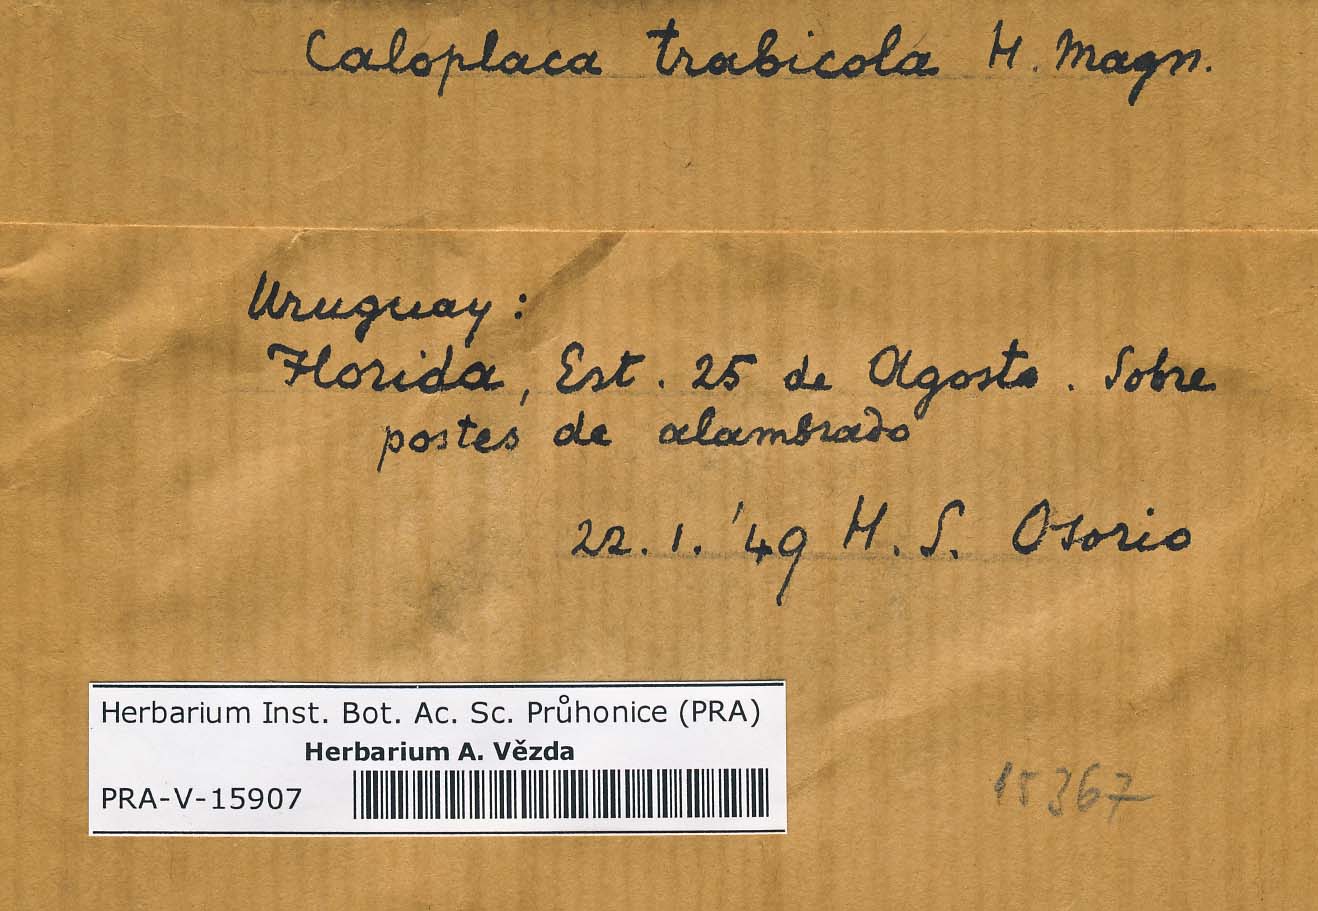 Caloplaca trabicola H. Magn.
Uruguay:
Florida, Est. 25 de Agosto. Sobre
postes de alambrado
22.1.'49 H. S. Osorio
Herbarium Inst. Bot. Ac. Sc. Průhonice (PRA)
Herbarium A. Vězda
PRA-V-15907
15367